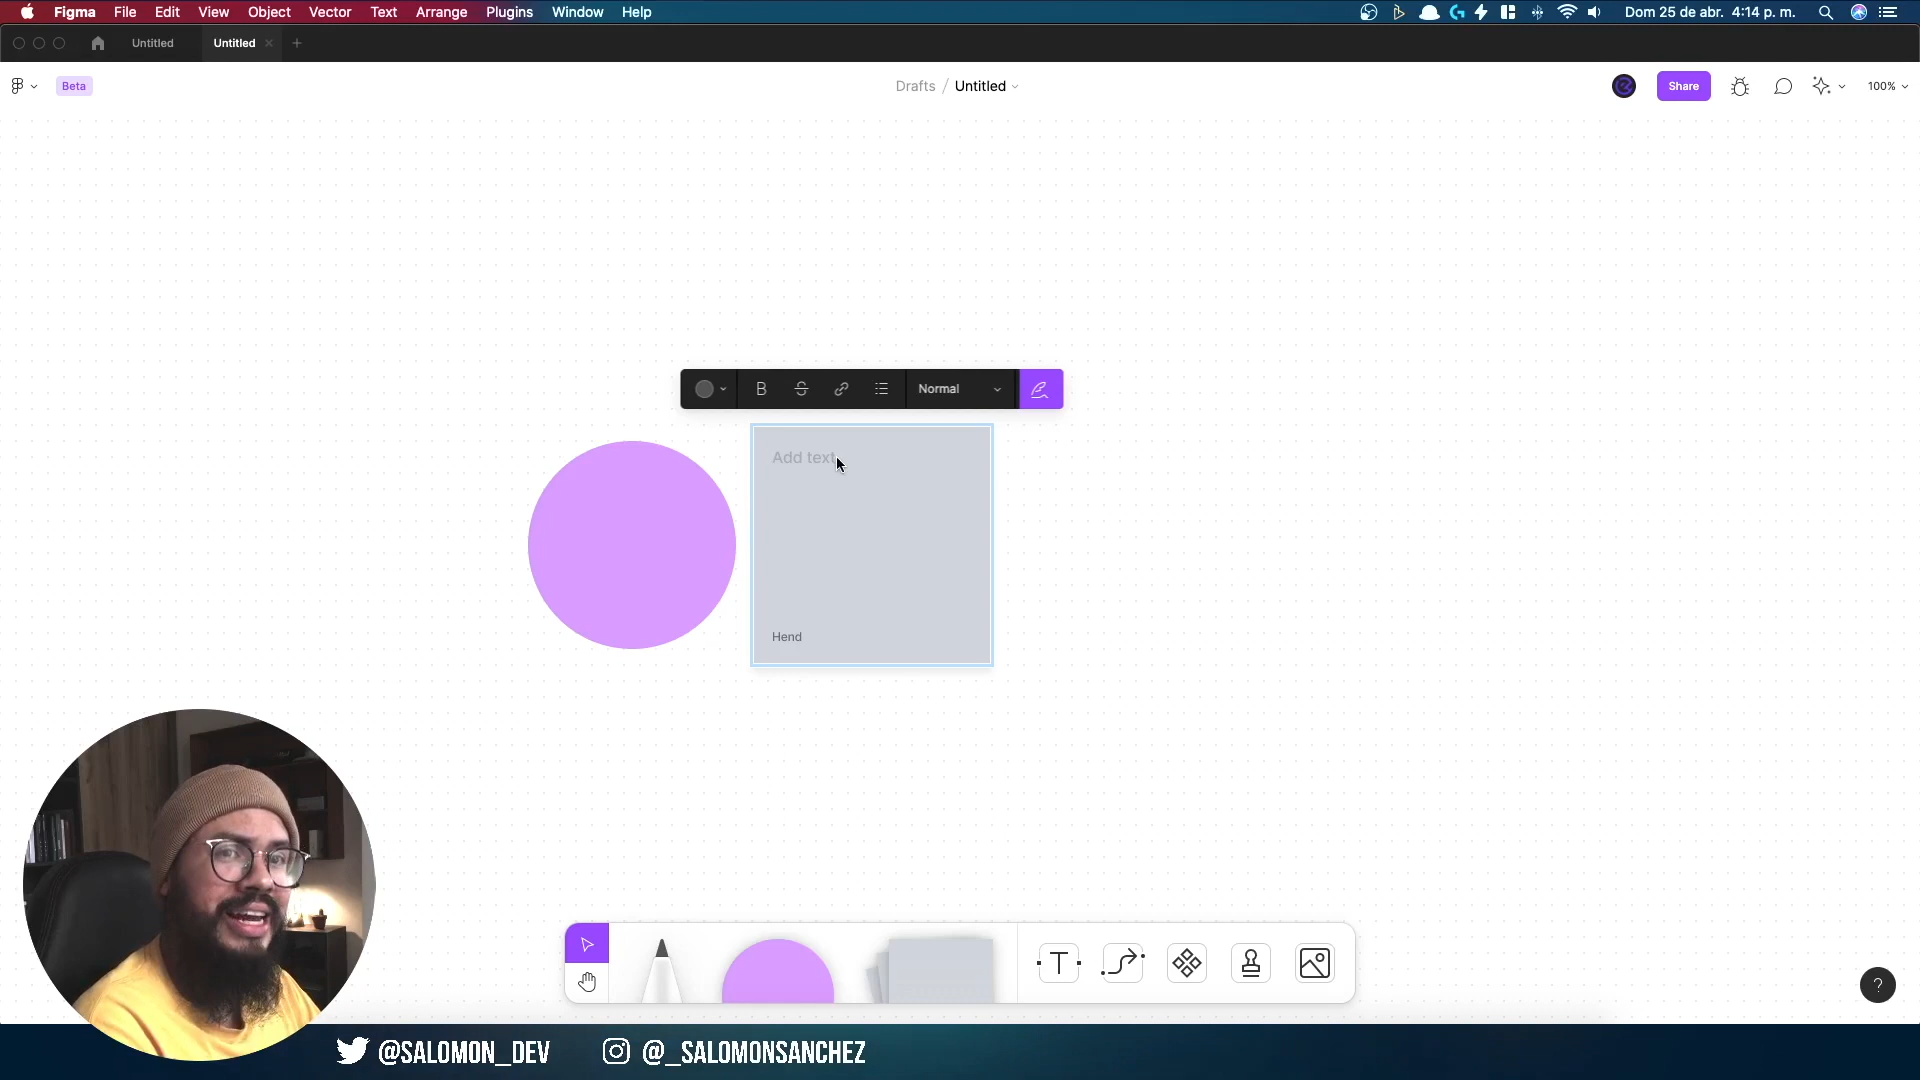 Figma File Edit View Object Vector Text Arrange Plugins Window Help Dom 25 de abr. 4:14 p. m.
Untitled Untitled
Beta Drafts / Untitled Share 100%
B S Normal
Add text
Hend
T
?
@SALOMON_DEV @_SALOMONSANCHEZ